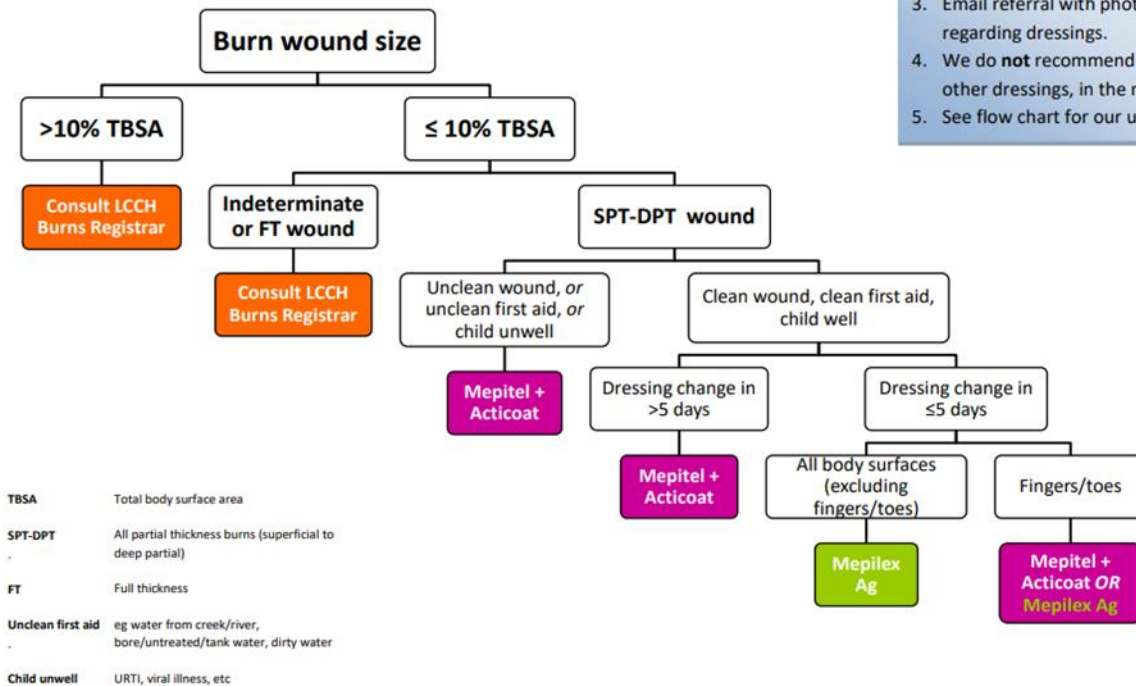 3. Email referral with phot
regarding dressings.
4. We do not recommend
other dressings, in the r
5. See flow chart for our u
Burn wound size
>10% TBSA
≤ 10% TBSA
Consult LCCH
Burns Registrar
Indeterminate
or FT wound
SPT-DPT wound
Consult LCCH
Burns Registrar
Unclean wound, or
unclean first aid, or
child unwell
Clean wound, clean first aid,
child well
Mepitel +
Acticoat
Dressing change in
>5 days
Dressing change in
≤5 days
Mepitel +
Acticoat
All body surfaces
(excluding
fingers/toes)
Fingers/toes
Mepilex
Ag
Mepitel +
Acticoat OR
Mepilex Ag
TBSA Total body surface area
SPT-DPT All partial thickness burns (superficial to
. deep partial)
FT Full thickness
Unclean first aid eg water from creek/river,
. bore/untreated/tank water, dirty water
Child unwell URTI, viral illness, etc